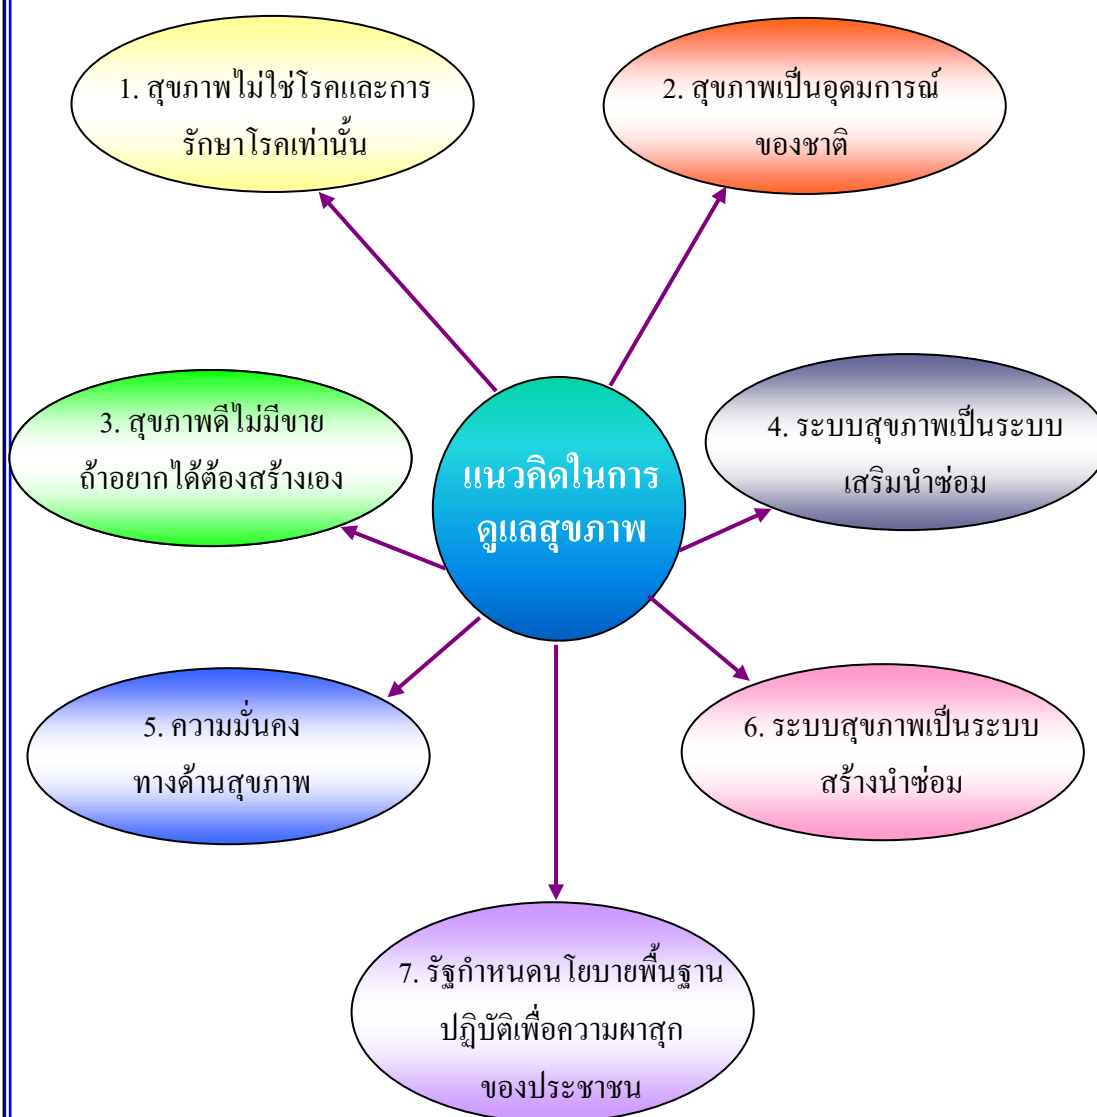 1. สุขภาพไม่ใช่โรคและการ
รักษาโรคเท่านั้น
2. สุขภาพเป็นอุดมการณ์
ของชาติ
3. สุขภาพดีไม่มีขาย
ถ้าอยากได้ต้องสร้างเอง
4. ระบบสุขภาพเป็นระบบ
เสริมนำซ่อม
แนวคิดในการ
ดูแลสุขภาพ
5. ความมั่นคง
ทางด้านสุขภาพ
6. ระบบสุขภาพเป็นระบบ
สร้างนำซ่อม
7. รัฐกำหนดนโยบายพื้นฐาน
ปฏิบัติเพื่อความผาสุก
ของประชาชน